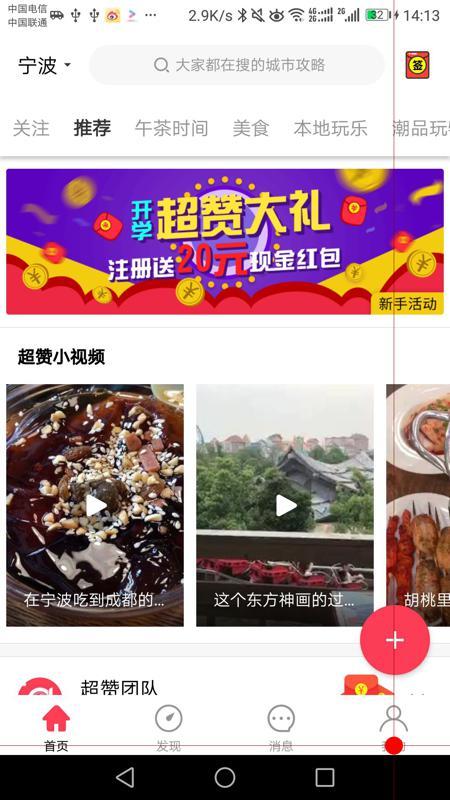 中国电信
中国联通
2.9K/s
4G
2G
32
14:13
宁波
大家都在搜的城市攻略
签
关注 推荐 午茶时间 美食 本地玩乐 潮品玩
开学 超赞大礼
注册送20元现金红包
新手活动
超赞小视频
在宁波吃到成都的...
这个东方神画的过...
胡桃里
超赞团队
首页 发现 消息